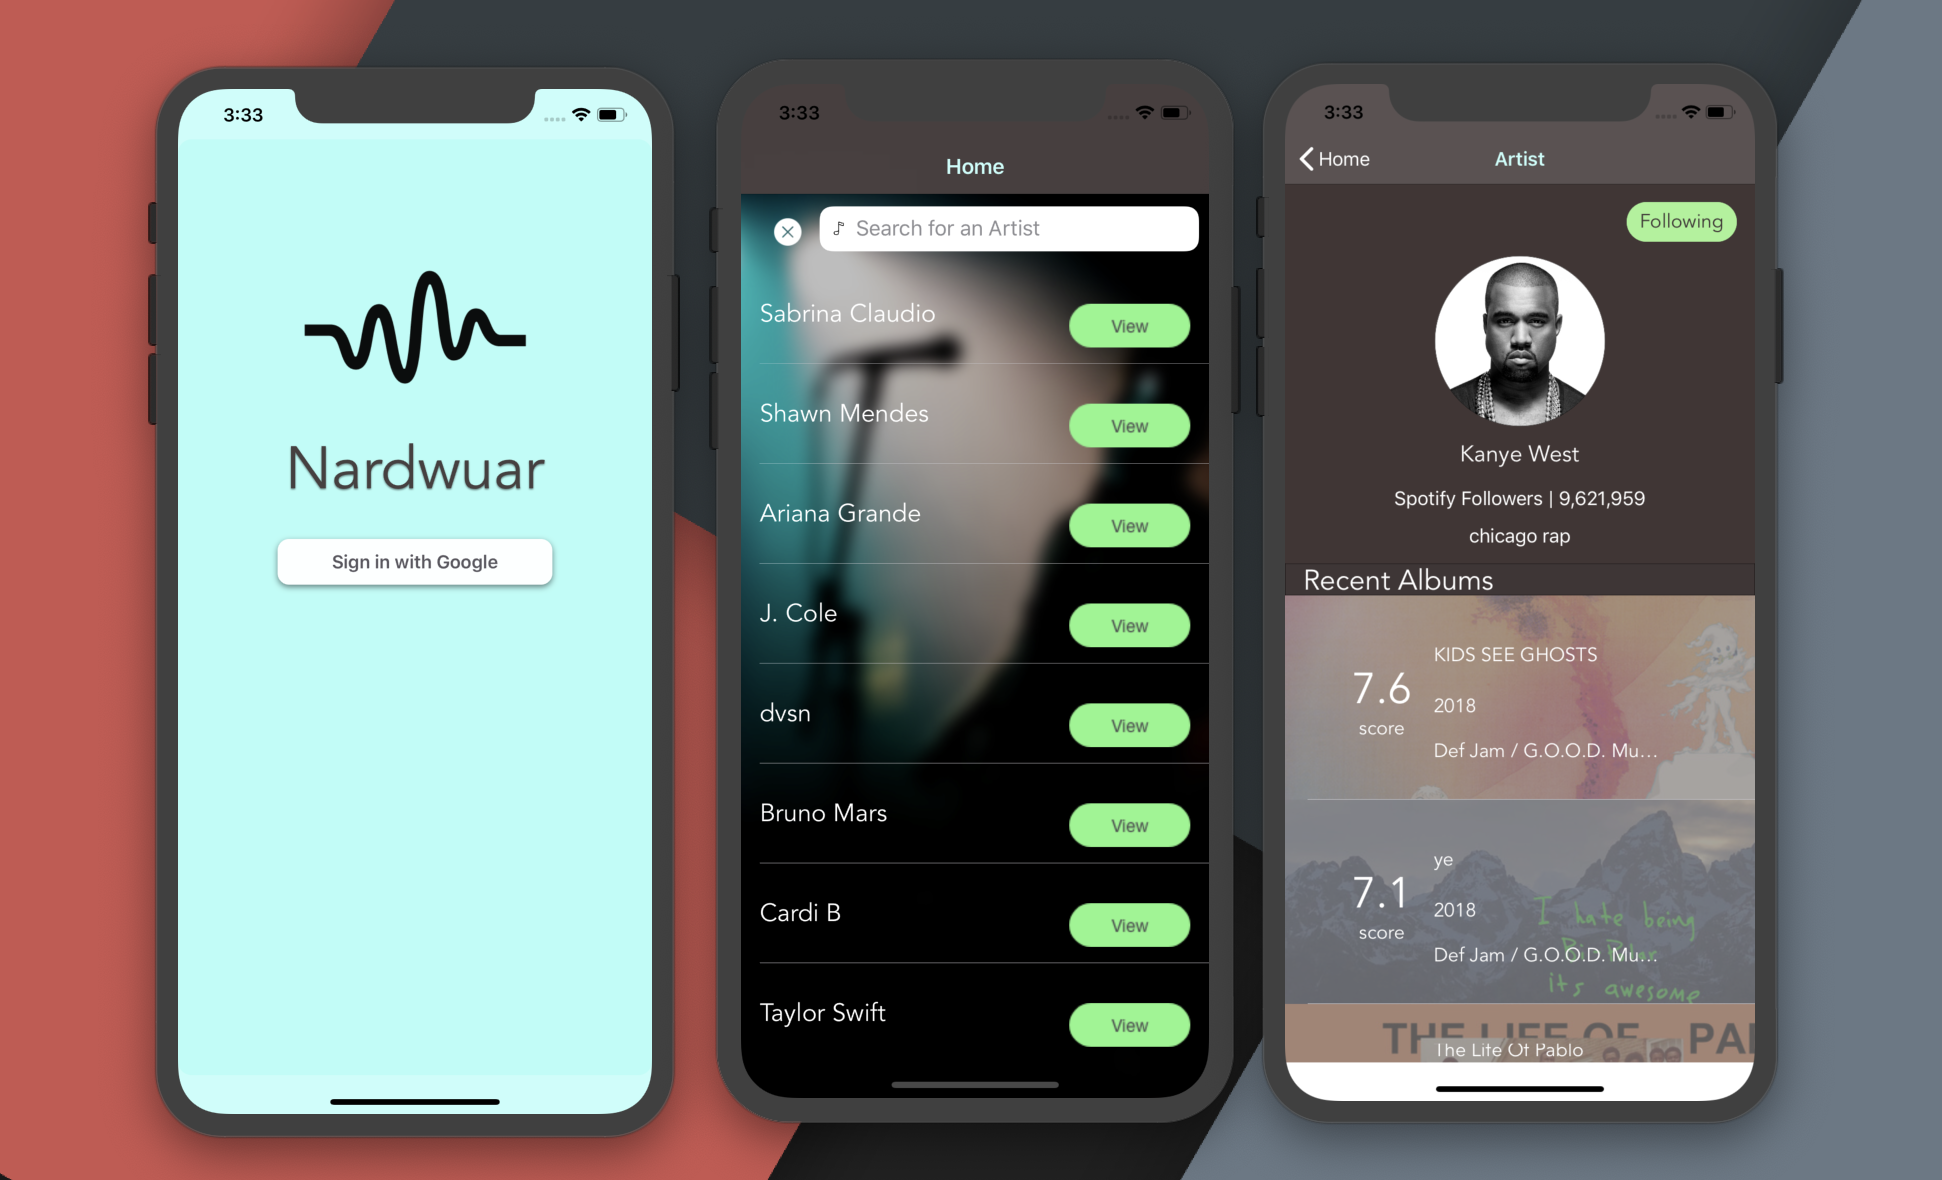 3:33
Nardwuar
Sign in with Google
3:33
Home
Search for an Artist
Sabrina Claudio
View
Shawn Mendes
View
Ariana Grande
View
J. Cole
View
dvsn
View
Bruno Mars
View
Cardi B
View
Taylor Swift
View
3:33
Home
Artist
Following
Kanye West
Spotify Followers | 9,621,959
chicago rap
Recent Albums
KIDS SEE GHOSTS
7.6
score
2018
Def Jam / G.O.O.D. Mu...
ye
7.1
score
2018
Def Jam / G.O.O.D. Mu...
I hate being
Bi-Polar
its awesome
THE LIFE OF PAI
The Life Of Pablo